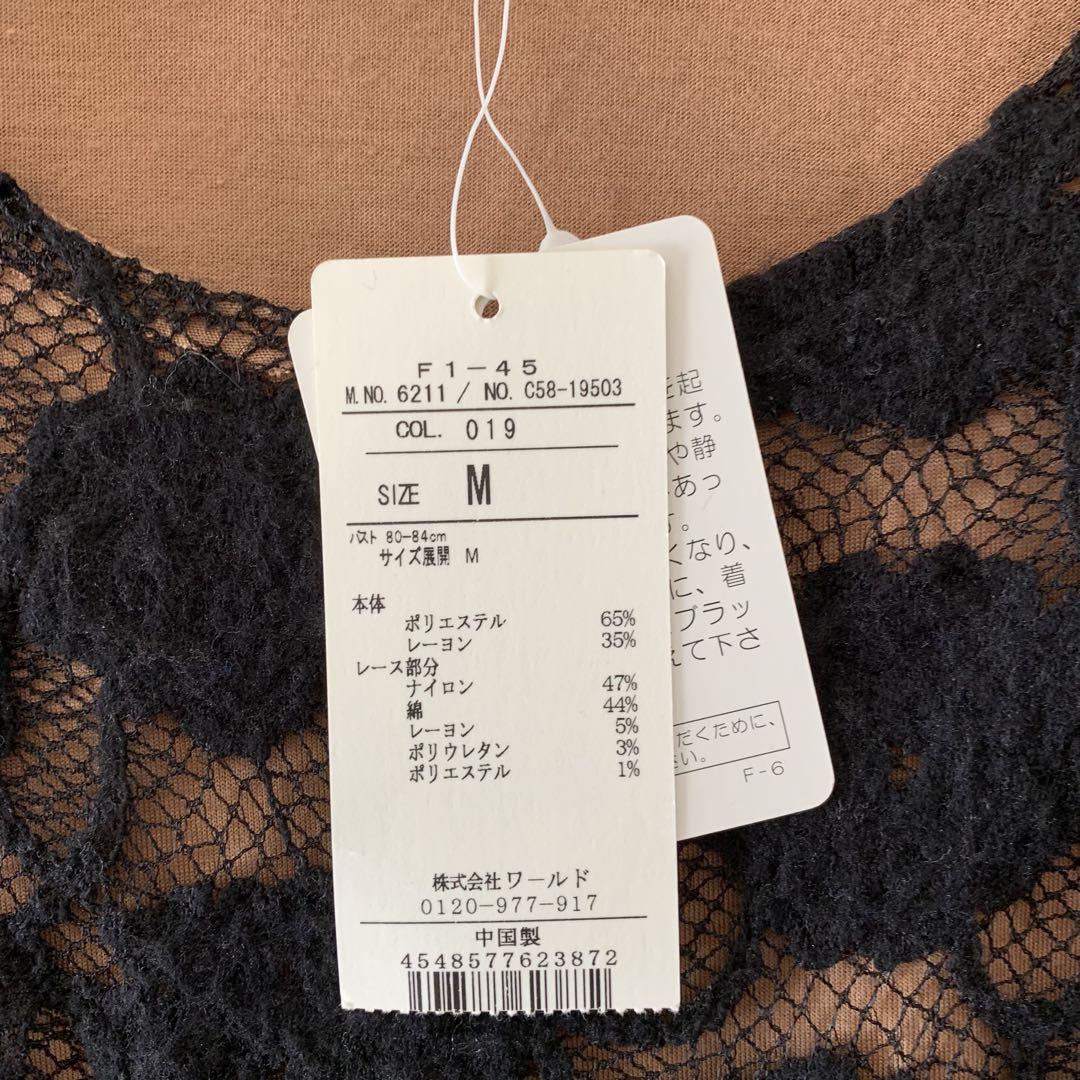 F1-45
M.NO. 6211 / NO. C58-19503
COL. 019
SIZE M
バスト 80-84cm
サイズ展開 M
本体
ポリエステル 65%
レーヨン 35%
レース部分
ナイロン 47%
綿 44%
レーヨン 5%
ポリウレタン 3%
ポリエステル 1%
株式会社ワールド
0120-977-917
中国製
4548577623872
を起
ます。
や静
あっ
。
くなり、
に、着
ブラッ
えて下さ
だくために、
さい。
F-6